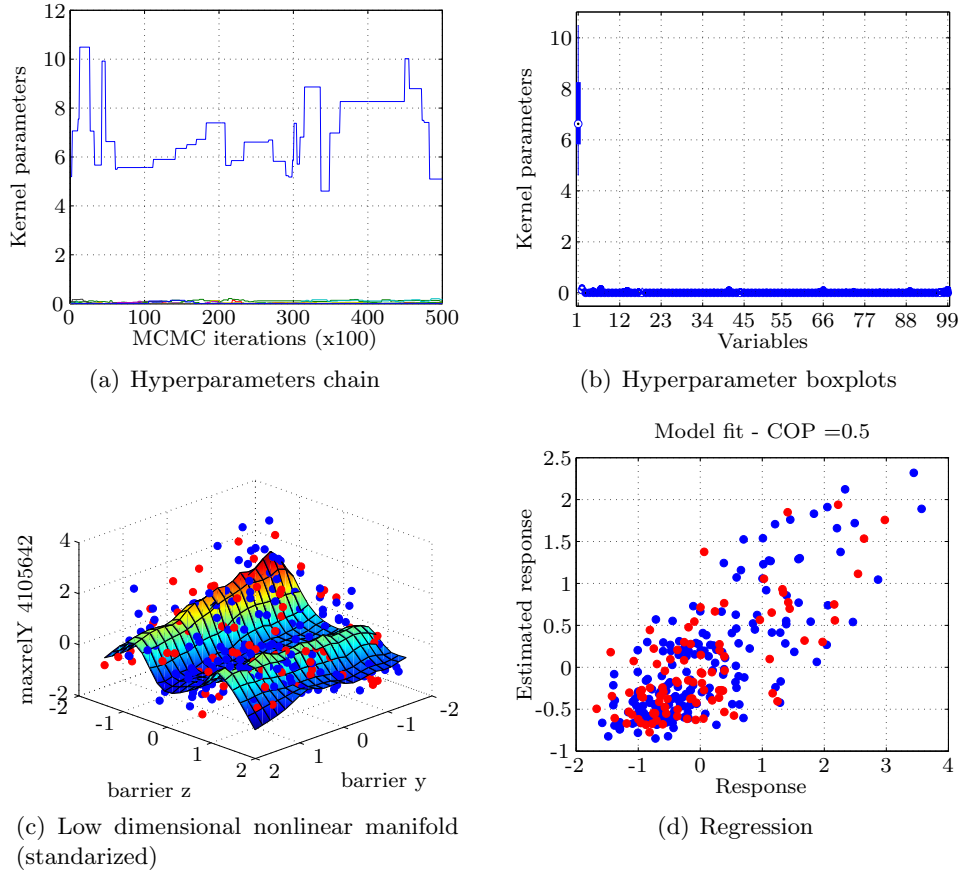 12
10
8
6
4
2
0
Kernel parameters
0 100 200 300 400 500
MCMC iterations (x100)
(a) Hyperparameters chain
10
8
6
4
2
0
Kernel parameters
1 12 23 34 45 56 66 77 88 99
Variables
(b) Hyperparameter boxplots
4
2
0
-2
maxrelY 4105642
-2 -1 0 1 2
barrier z
2 1 0 -1 -2
barrier y
(c) Low dimensional nonlinear manifold
(standarized)
Model fit - COP =0.5
2.5
2
1.5
1
0.5
0
-0.5
-1
Estimated response
-2 -1 0 1 2 3 4
Response
(d) Regression